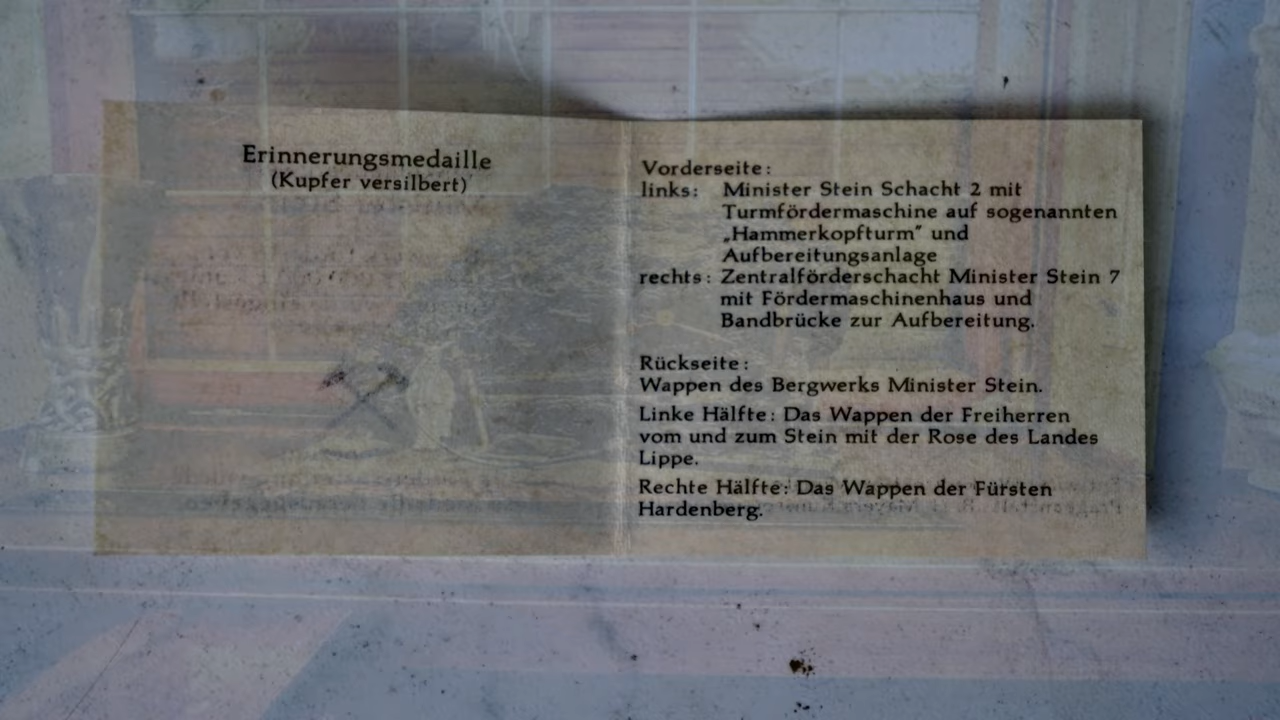 Erinnerungsmedaille
(Kupfer versilbert)
Vorderseite:
links: Minister Stein Schacht 2 mit
Turmfördermaschine auf sogenannten
„Hammerkopfturm" und
Aufbereitungsanlage
rechts: Zentralförderschacht Minister Stein 7
mit Fördermaschinenhaus und
Bandbrücke zur Aufbereitung.
Rückseite:
Wappen des Bergwerks Minister Stein.
Linke Hälfte: Das Wappen der Freiherren
vom und zum Stein mit der Rose des Landes
Lippe.
Rechte Hälfte: Das Wappen der Fürsten
Hardenberg.